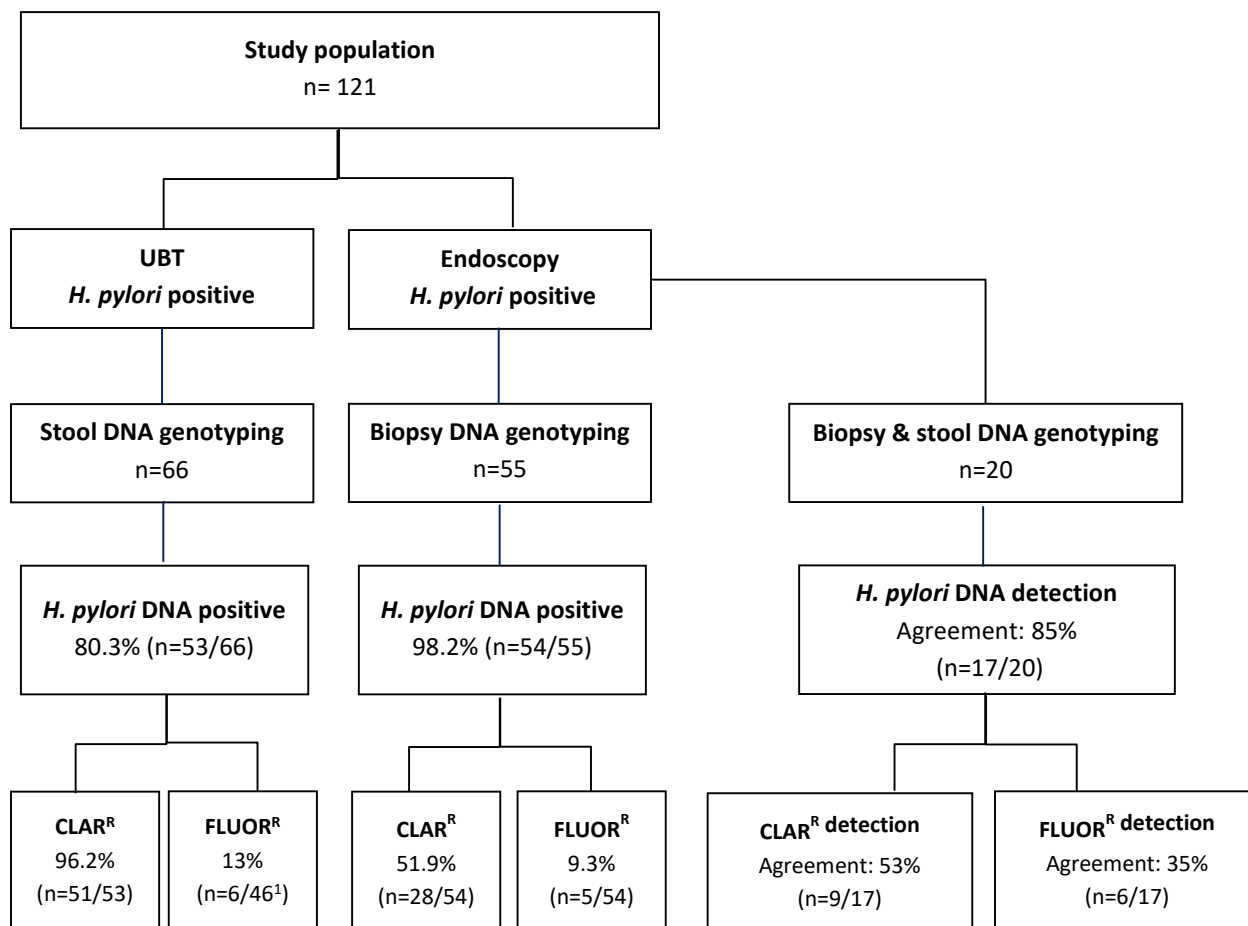 Study population
n= 121
UBT
H. pylori positive
Endoscopy
H. pylori positive
Stool DNA genotyping
n=66
Biopsy DNA genotyping
n=55
Biopsy & stool DNA genotyping
n=20
H. pylori DNA positive
80.3% (n=53/66)
H. pylori DNA positive
98.2% (n=54/55)
H. pylori DNA detection
Agreement: 85%
(n=17/20)
CLARᴿ
96.2%
(n=51/53)
FLUORᴿ
13%
(n=6/46¹)
CLARᴿ
51.9%
(n=28/54)
FLUORᴿ
9.3%
(n=5/54)
CLARᴿ detection
Agreement: 53%
(n=9/17)
FLUORᴿ detection
Agreement: 35%
(n=6/17)